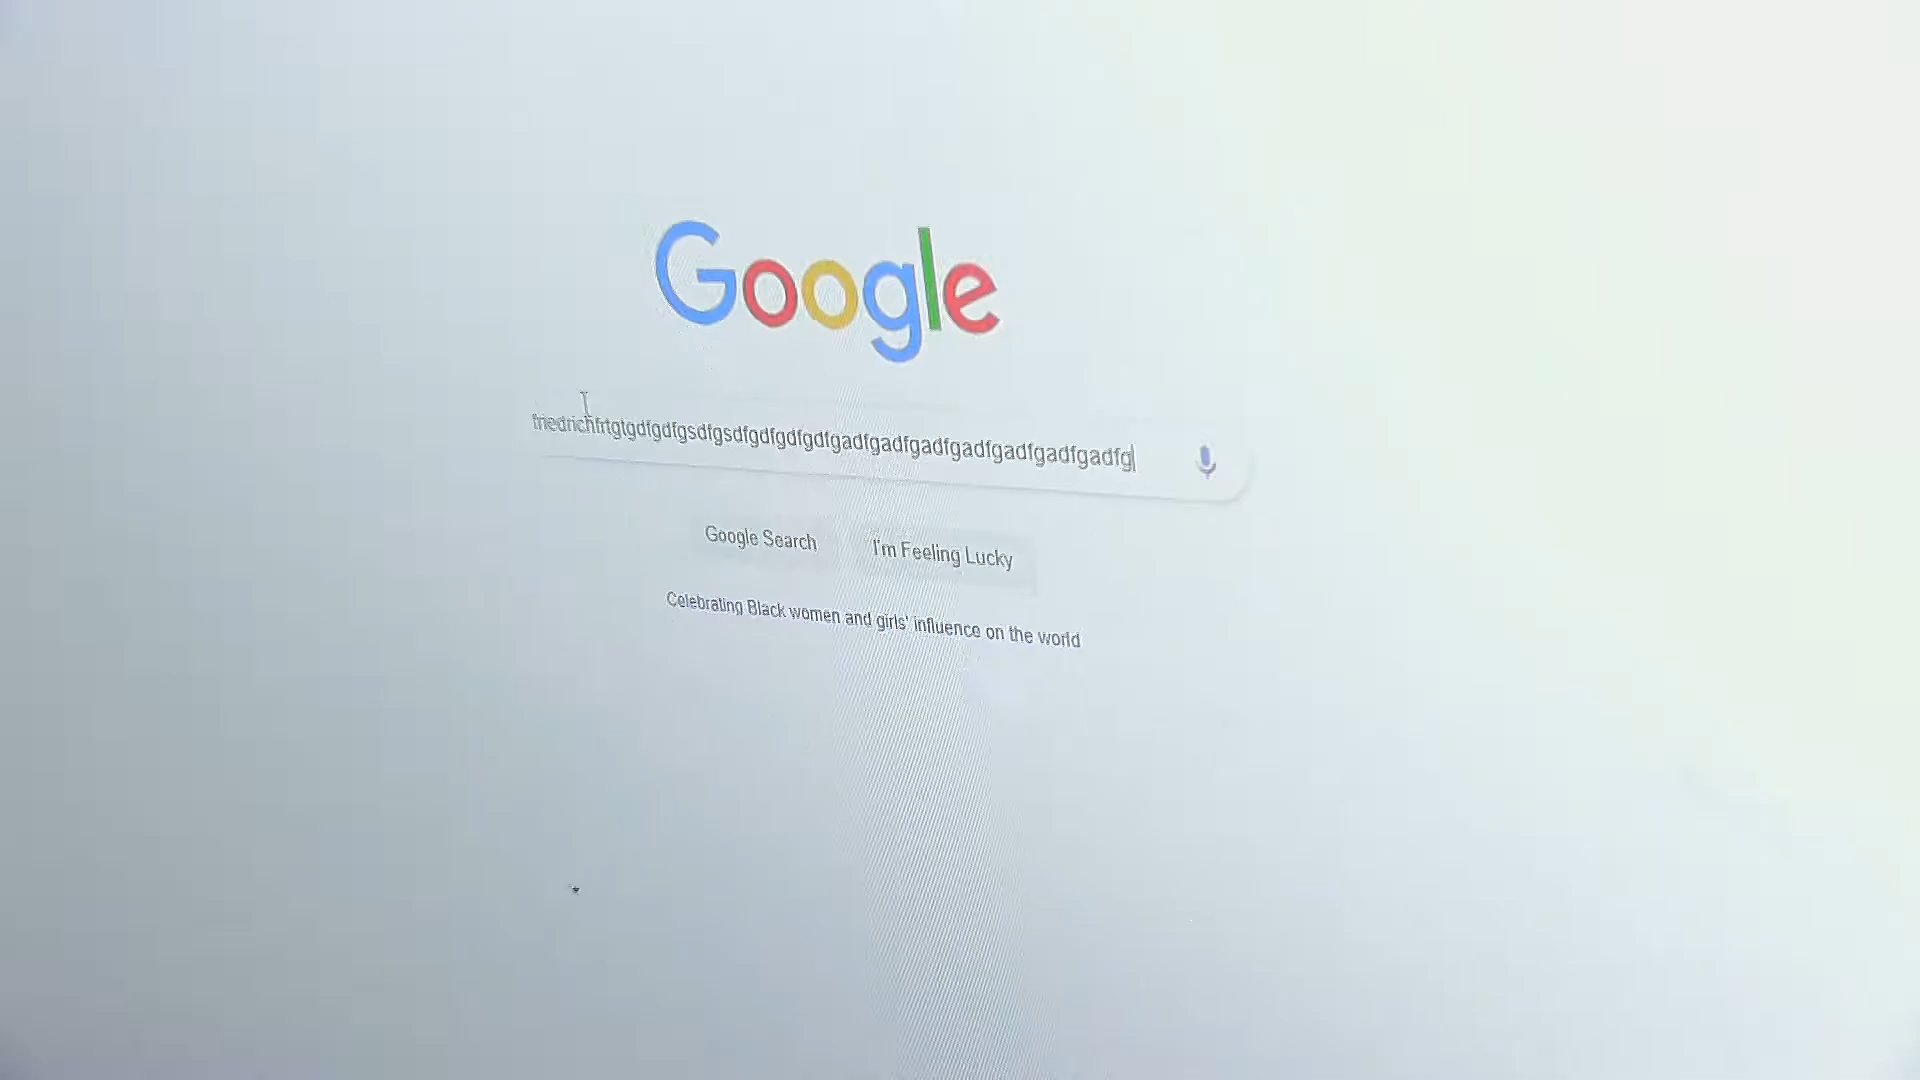 Google
friedrichfrtgtgdfgdfgsdfgsdfgdfgdfgdfgadfgadfgadfgadfgadfgadfgadfgadfg
Google Search
I'm Feeling Lucky
Celebrating Black women and girls' influence on the world